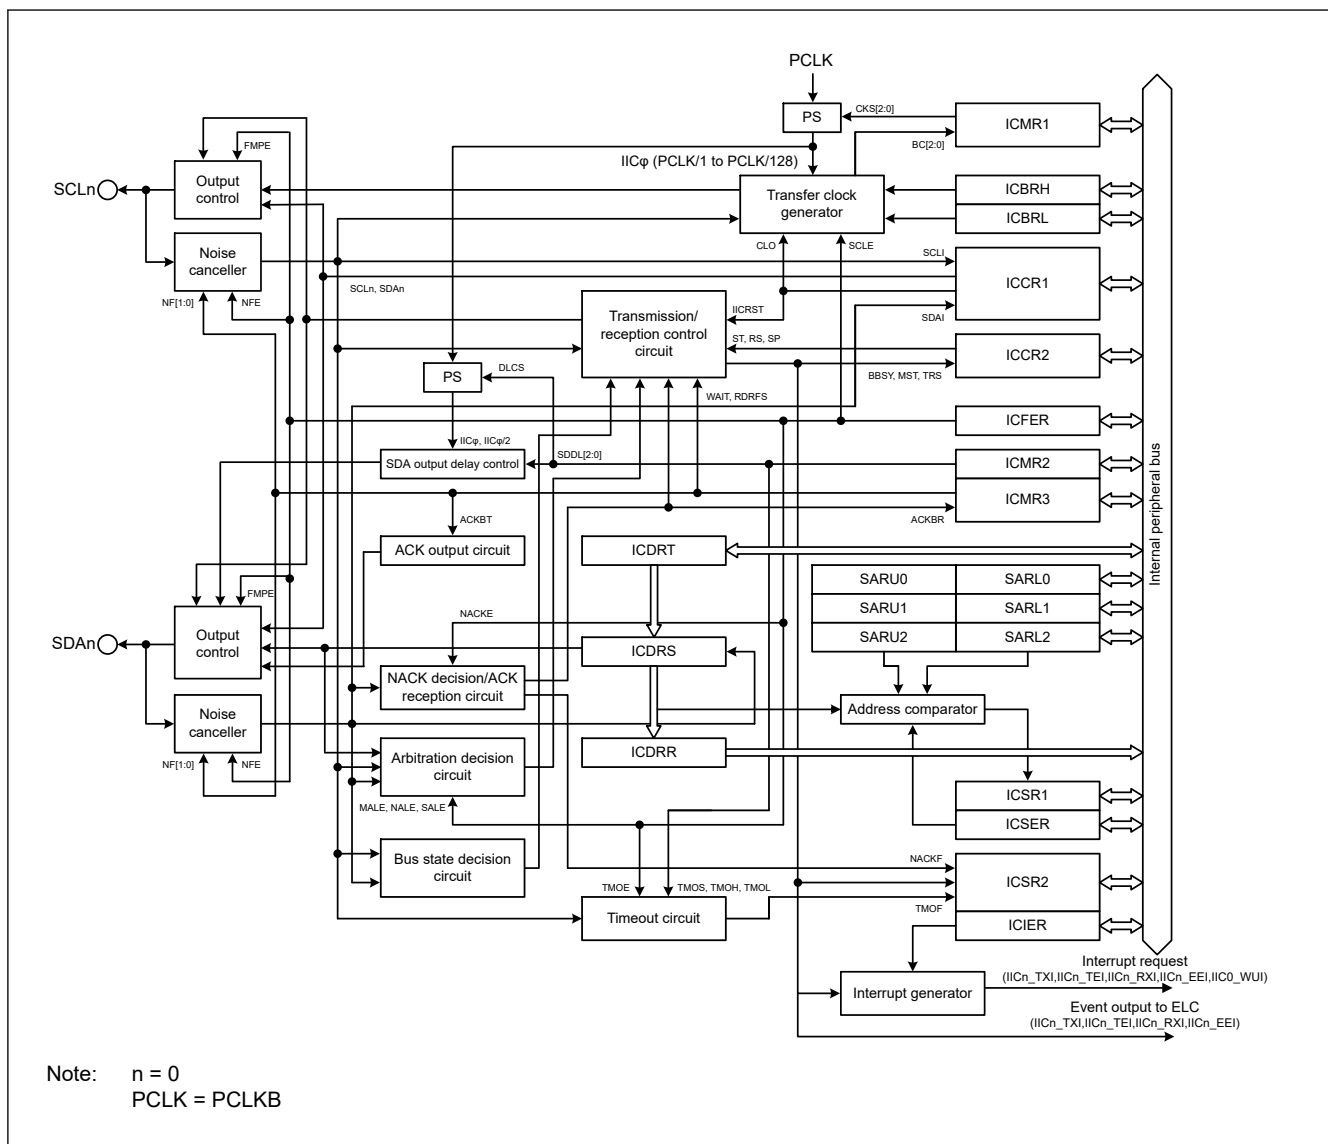 PCLK
PS
CKS[2:0]
ICMR1
BC[2:0]
IICφ (PCLK/1 to PCLK/128)
FMPE
SCLn
Output
control
Transfer clock
generator
ICBRH
ICBRL
Noise
canceller
CLO
SCLE
SCLI
ICCR1
SDAI
NF[1:0]
NFE
SCLn, SDAn
Transmission/
reception control
circuit
IICRST
ST, RS, SP
ICCR2
BBSY, MST, TRS
PS
DLCS
WAIT, RDRFS
ICFER
IICφ, IICφ/2
SDA output delay control
SDDL[2:0]
ICMR2
ICMR3
ACKBR
ACKBT
ACK output circuit
ICDRT
Internal peripheral bus
SARU0
SARL0
SARU1
SARL1
SARU2
SARL2
FMPE
SDAn
Output
control
NACKE
ICDRS
NACK decision/ACK
reception circuit
Address comparator
Noise
canceller
NF[1:0]
NFE
Arbitration decision
circuit
ICDRR
MALE, NALE, SALE
ICSR1
ICSER
Bus state decision
circuit
NACKF
ICSR2
TMOE
TMOS, TMOH, TMOL
TMOF
Timeout circuit
ICIER
Interrupt generator
Interrupt request
(IICn_TXI,IICn_TEI,IICn_RXI,IICn_EEI,IIC0_WUI)
Event output to ELC
(IICn_TXI,IICn_TEI,IICn_RXI,IICn_EEI)
Note: n = 0
PCLK = PCLKB